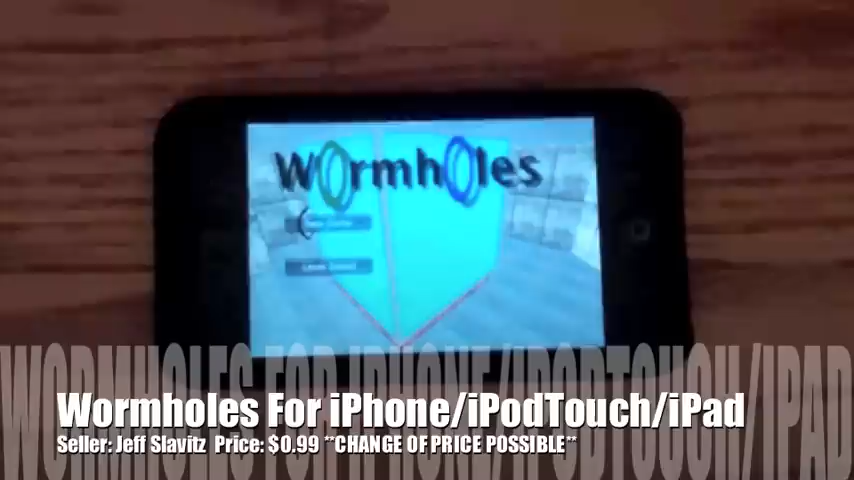 Wormholes
WORMHOLES FOR IPHONE/IPODTOUCH/IPAD
Wormholes For iPhone/iPodTouch/iPad
Seller: Jeff Slavitz Price: $0.99 **CHANGE OF PRICE POSSIBLE**